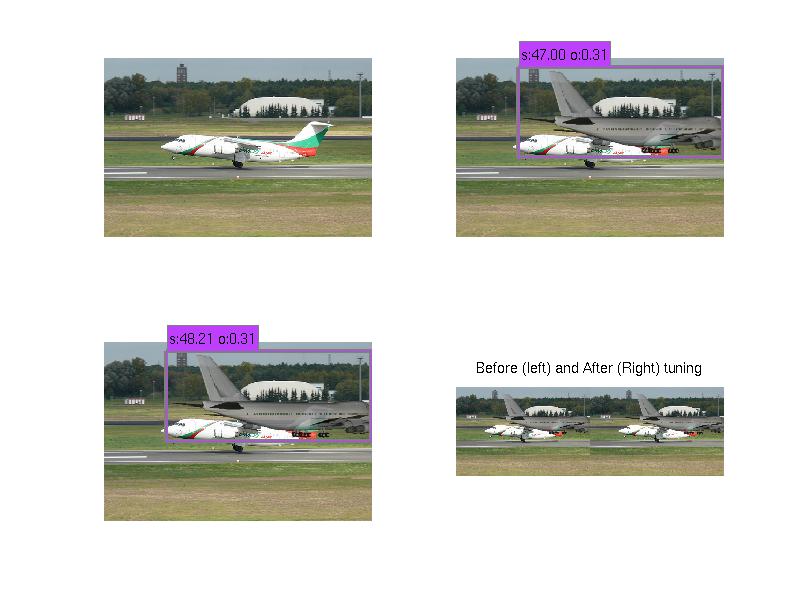 s:47.00 o:0.31
s:48.21 o:0.31
Before (left) and After (Right) tuning